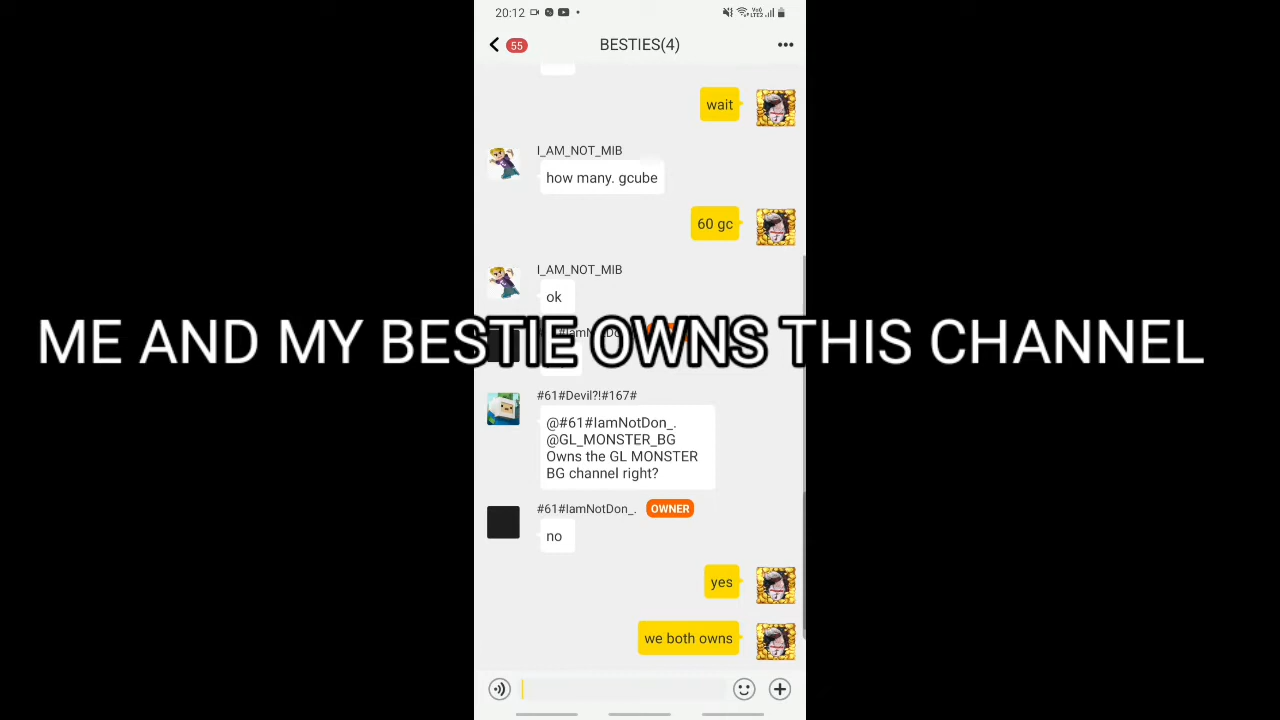 20:12
55
BESTIES(4)
wait
I_AM_NOT_MIB
how many. gcube
60 gc
I_AM_NOT_MIB
ok
ME AND MY BESTIE OWNS THIS CHANNEL
#61#Devil?!#167#
@#61#IamNotDon_.
@GL_MONSTER_BG
Owns the GL MONSTER
BG channel right?
#61#IamNotDon_. OWNER
no
yes
we both owns